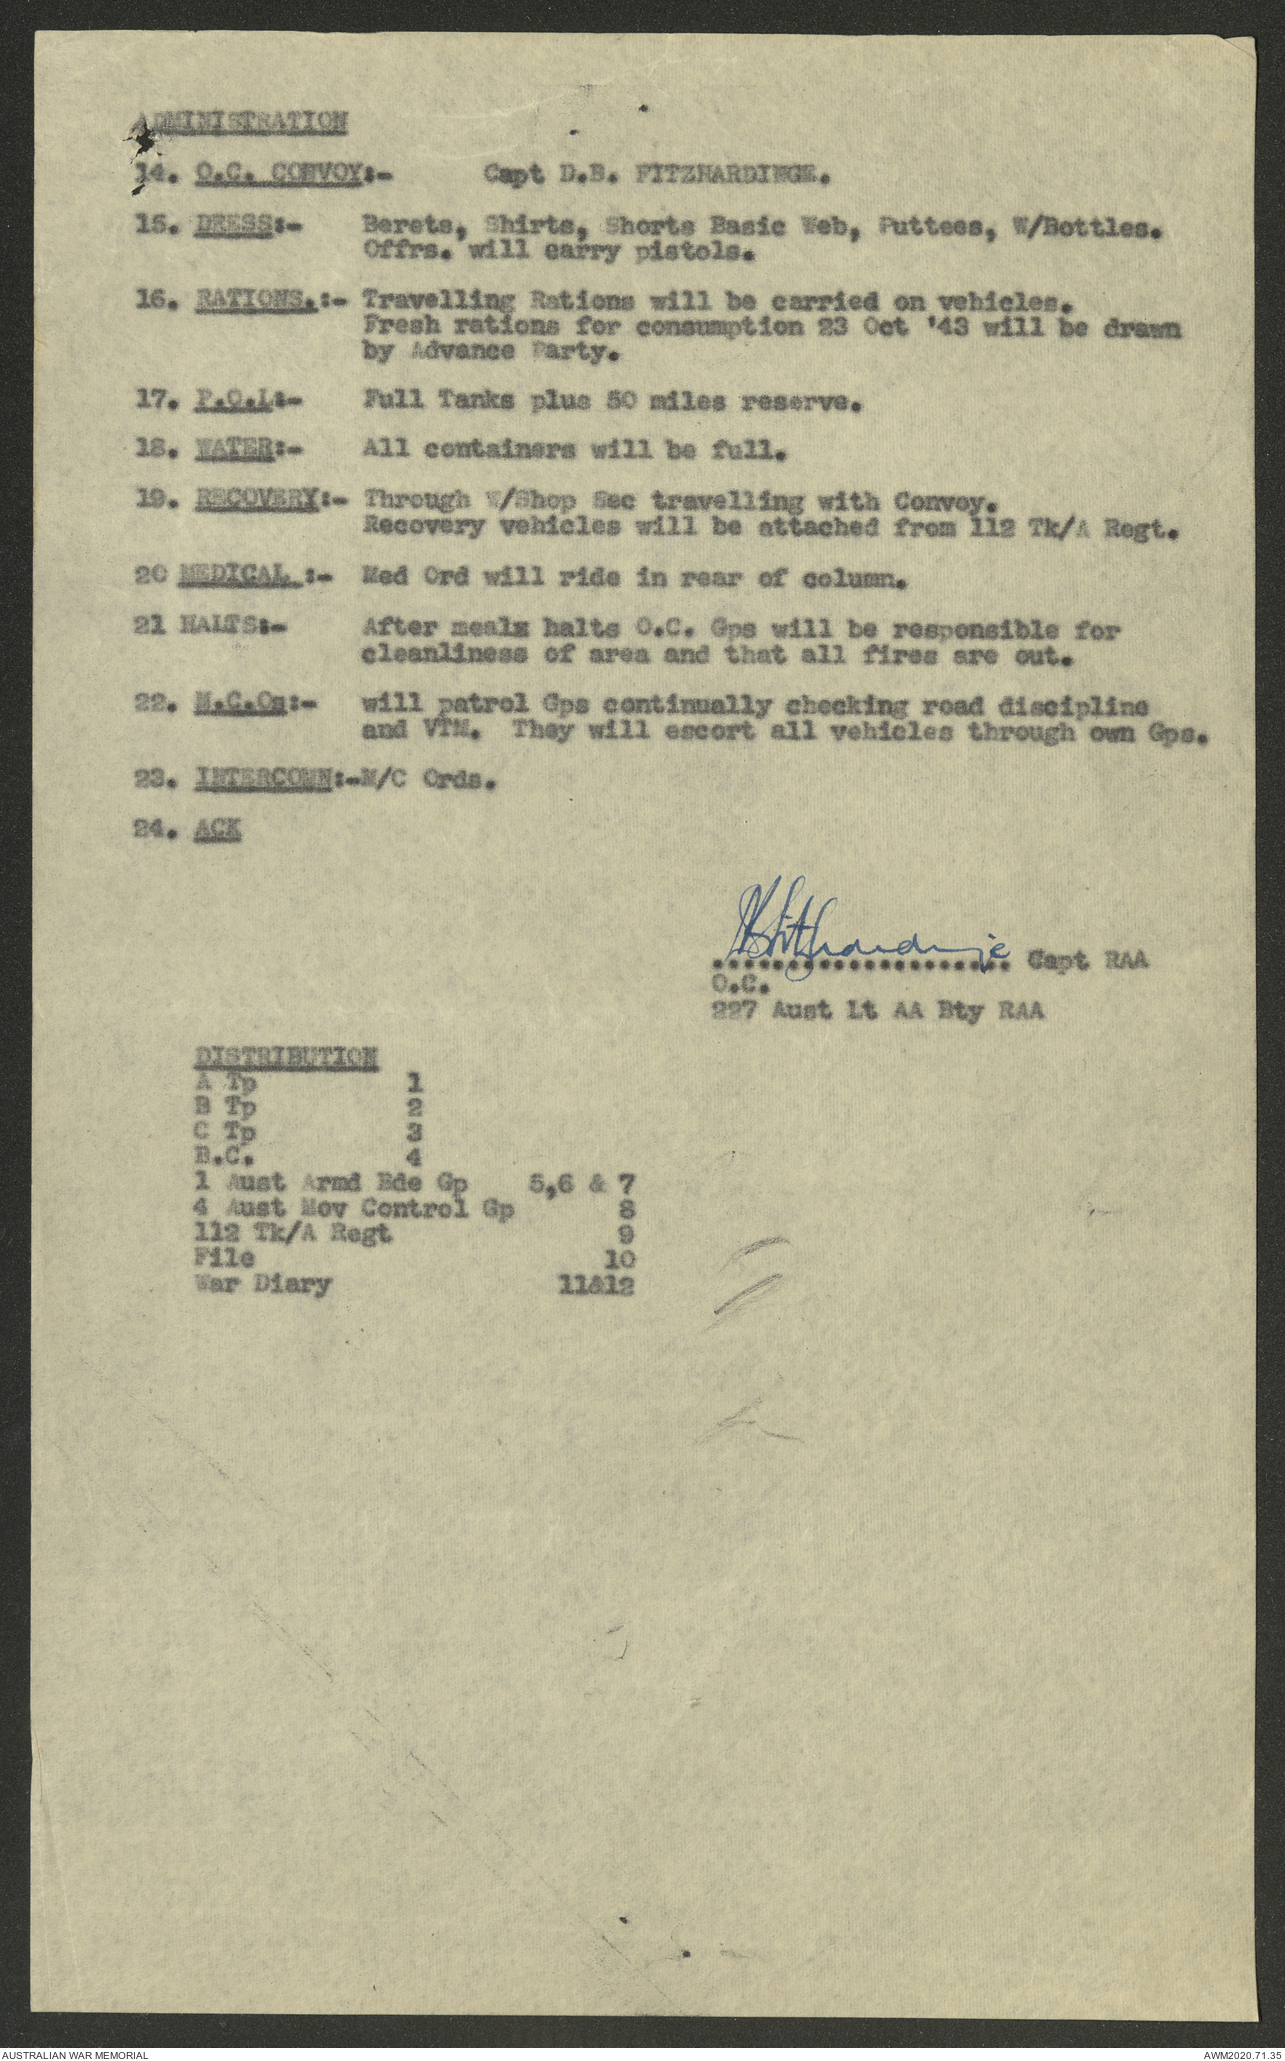 ADMINISTRATION
14. O.C. CONVOY:- Capt D.B. FITZHARDINGE.
15. DRESS:- Berets, Shirts, Shorts Basic Web, Puttees, W/Bottles.
Offrs. will carry pistols.
16. RATIONS.:- Travelling Rations will be carried on vehicles.
Fresh rations for consumption 23 Oct '43 will be drawn
by Advance Party.
17. P.O.L:- Full Tanks plus 50 miles reserve.
18. WATER:- All containers will be full.
19. RECOVERY:- Through W/Shop Sec travelling with Convoy.
Recovery vehicles will be attached from 112 Tk/A Regt.
20 MEDICAL :- Med Ord will ride in rear of column.
21 HALTS:- After meals halts O.C. Gps will be responsible for
cleanliness of area and that all fires are out.
22. M.C.Os:- will patrol Gps continually checking road discipline
and VTM. They will escort all vehicles through own Gps.
23. INTERCOMN:-M/C Ords.
24. ACK
DBFitzhardinge
.................... Capt RAA
O.C.
227 Aust Lt AA Bty RAA
DISTRIBUTION
A Tp 1
B Tp 2
C Tp 3
B.C. 4
1 Aust Armd Bde Gp 5,6 & 7
4 Aust Mov Control Gp 8
112 Tk/A Regt 9
File 10
War Diary 11&12
AUSTRALIAN WAR MEMORIAL
AWM2020.71.35